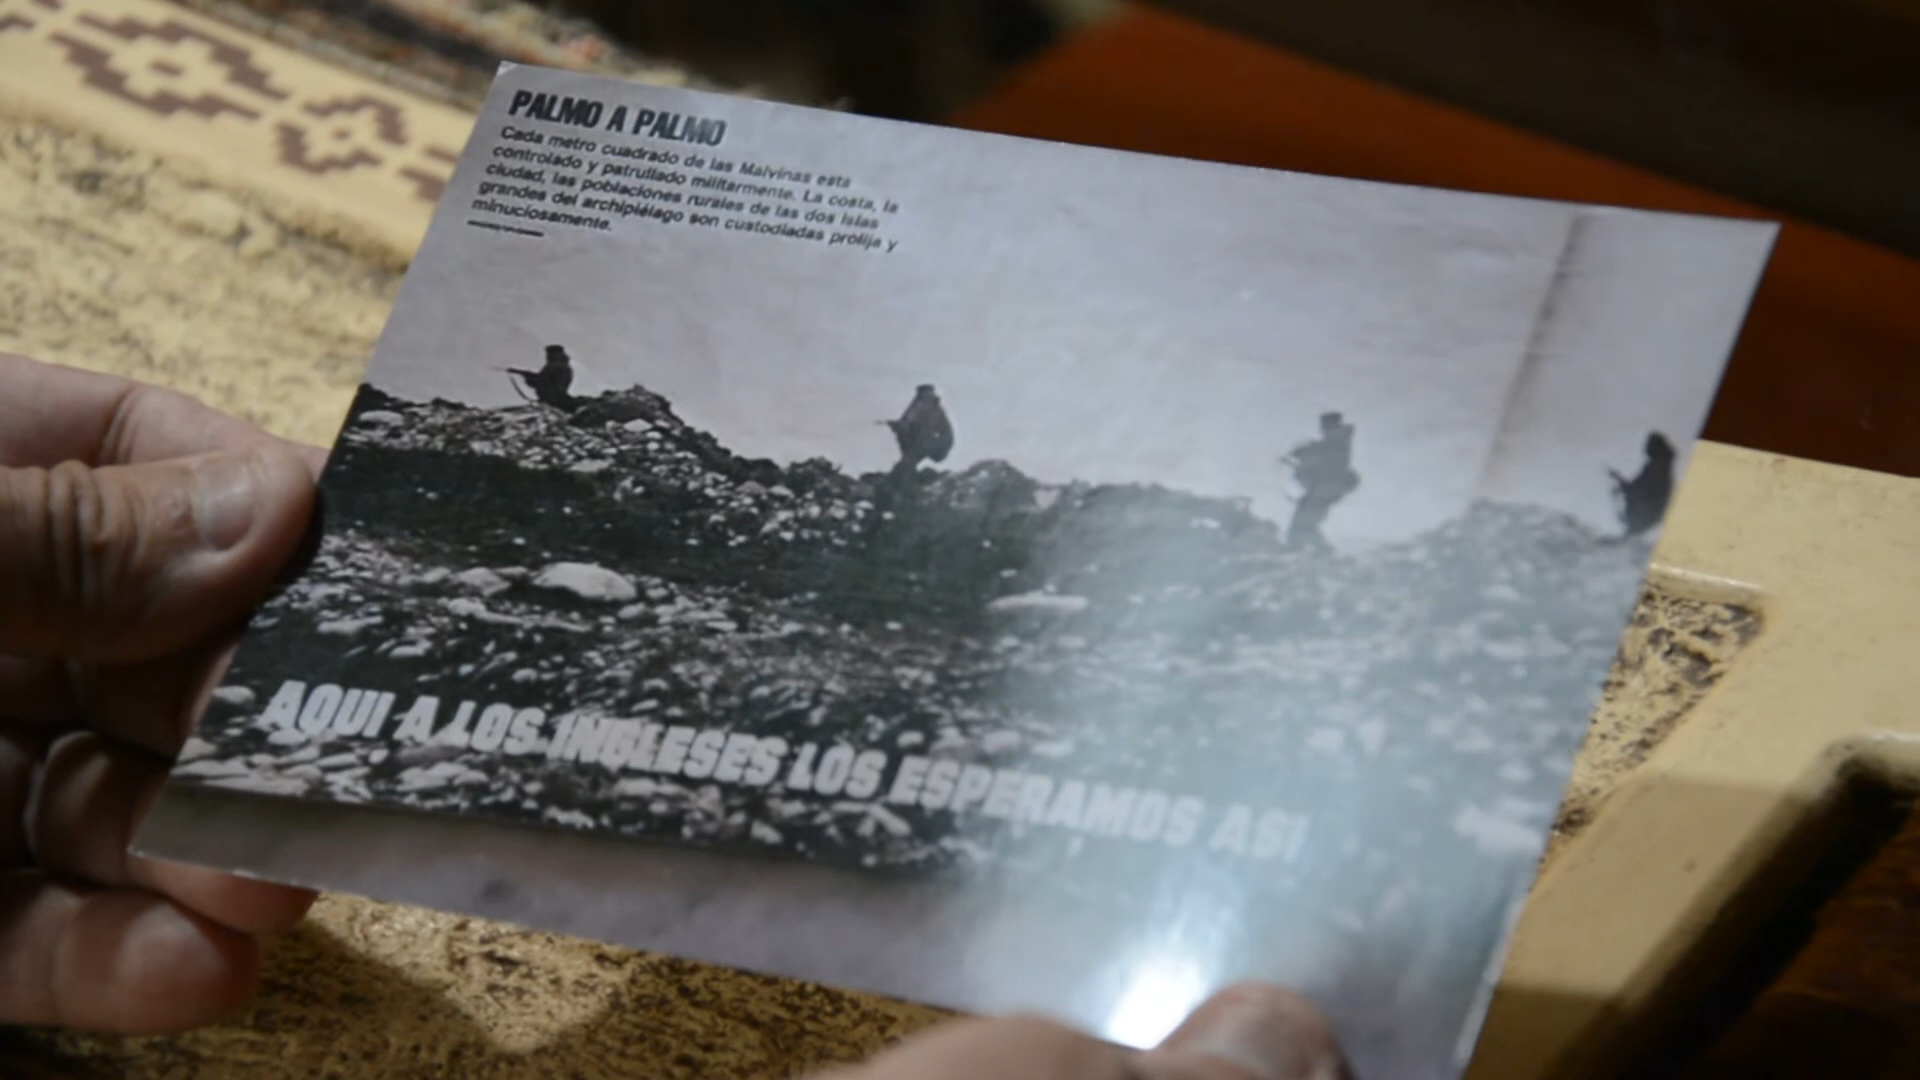 PALMO A PALMO
Cada metro cuadrado de las Malvinas esta
controlado y patrullado militarmente. La costa, la
ciudad, las poblaciones rurales de las dos islas
grandes del archipiélago son custodiadas prolija y
minuciosamente.
AQUI A LOS INGLESES LOS ESPERAMOS ASI